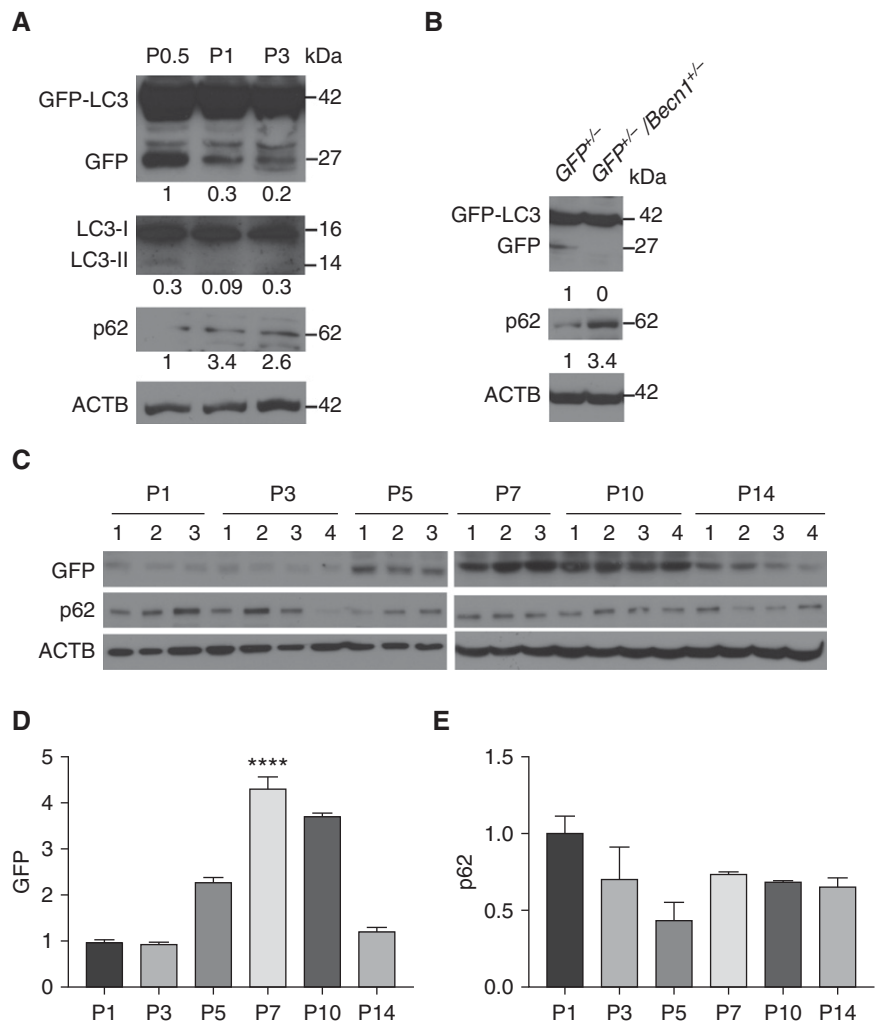 A
P0.5 P1 P3 kDa
GFP-LC3 42
GFP 27
1 0.3 0.2
LC3-I 16
LC3-II 14
0.3 0.09 0.3
p62 62
1 3.4 2.6
ACTB 42
B
GFP+/–
GFP+/–/Becn1+/–
kDa
GFP-LC3 42
GFP 27
1 0
p62 62
1 3.4
ACTB 42
C
P1 P3 P5 P7 P10 P14
1 2 3 1 2 3 4 1 2 3 1 2 3 1 2 3 4 1 2 3 4
GFP
p62
ACTB
D
GFP
5
4
3
2
1
0
****
P1 P3 P5 P7 P10 P14
E
p62
1.5
1.0
0.5
0.0
P1 P3 P5 P7 P10 P14